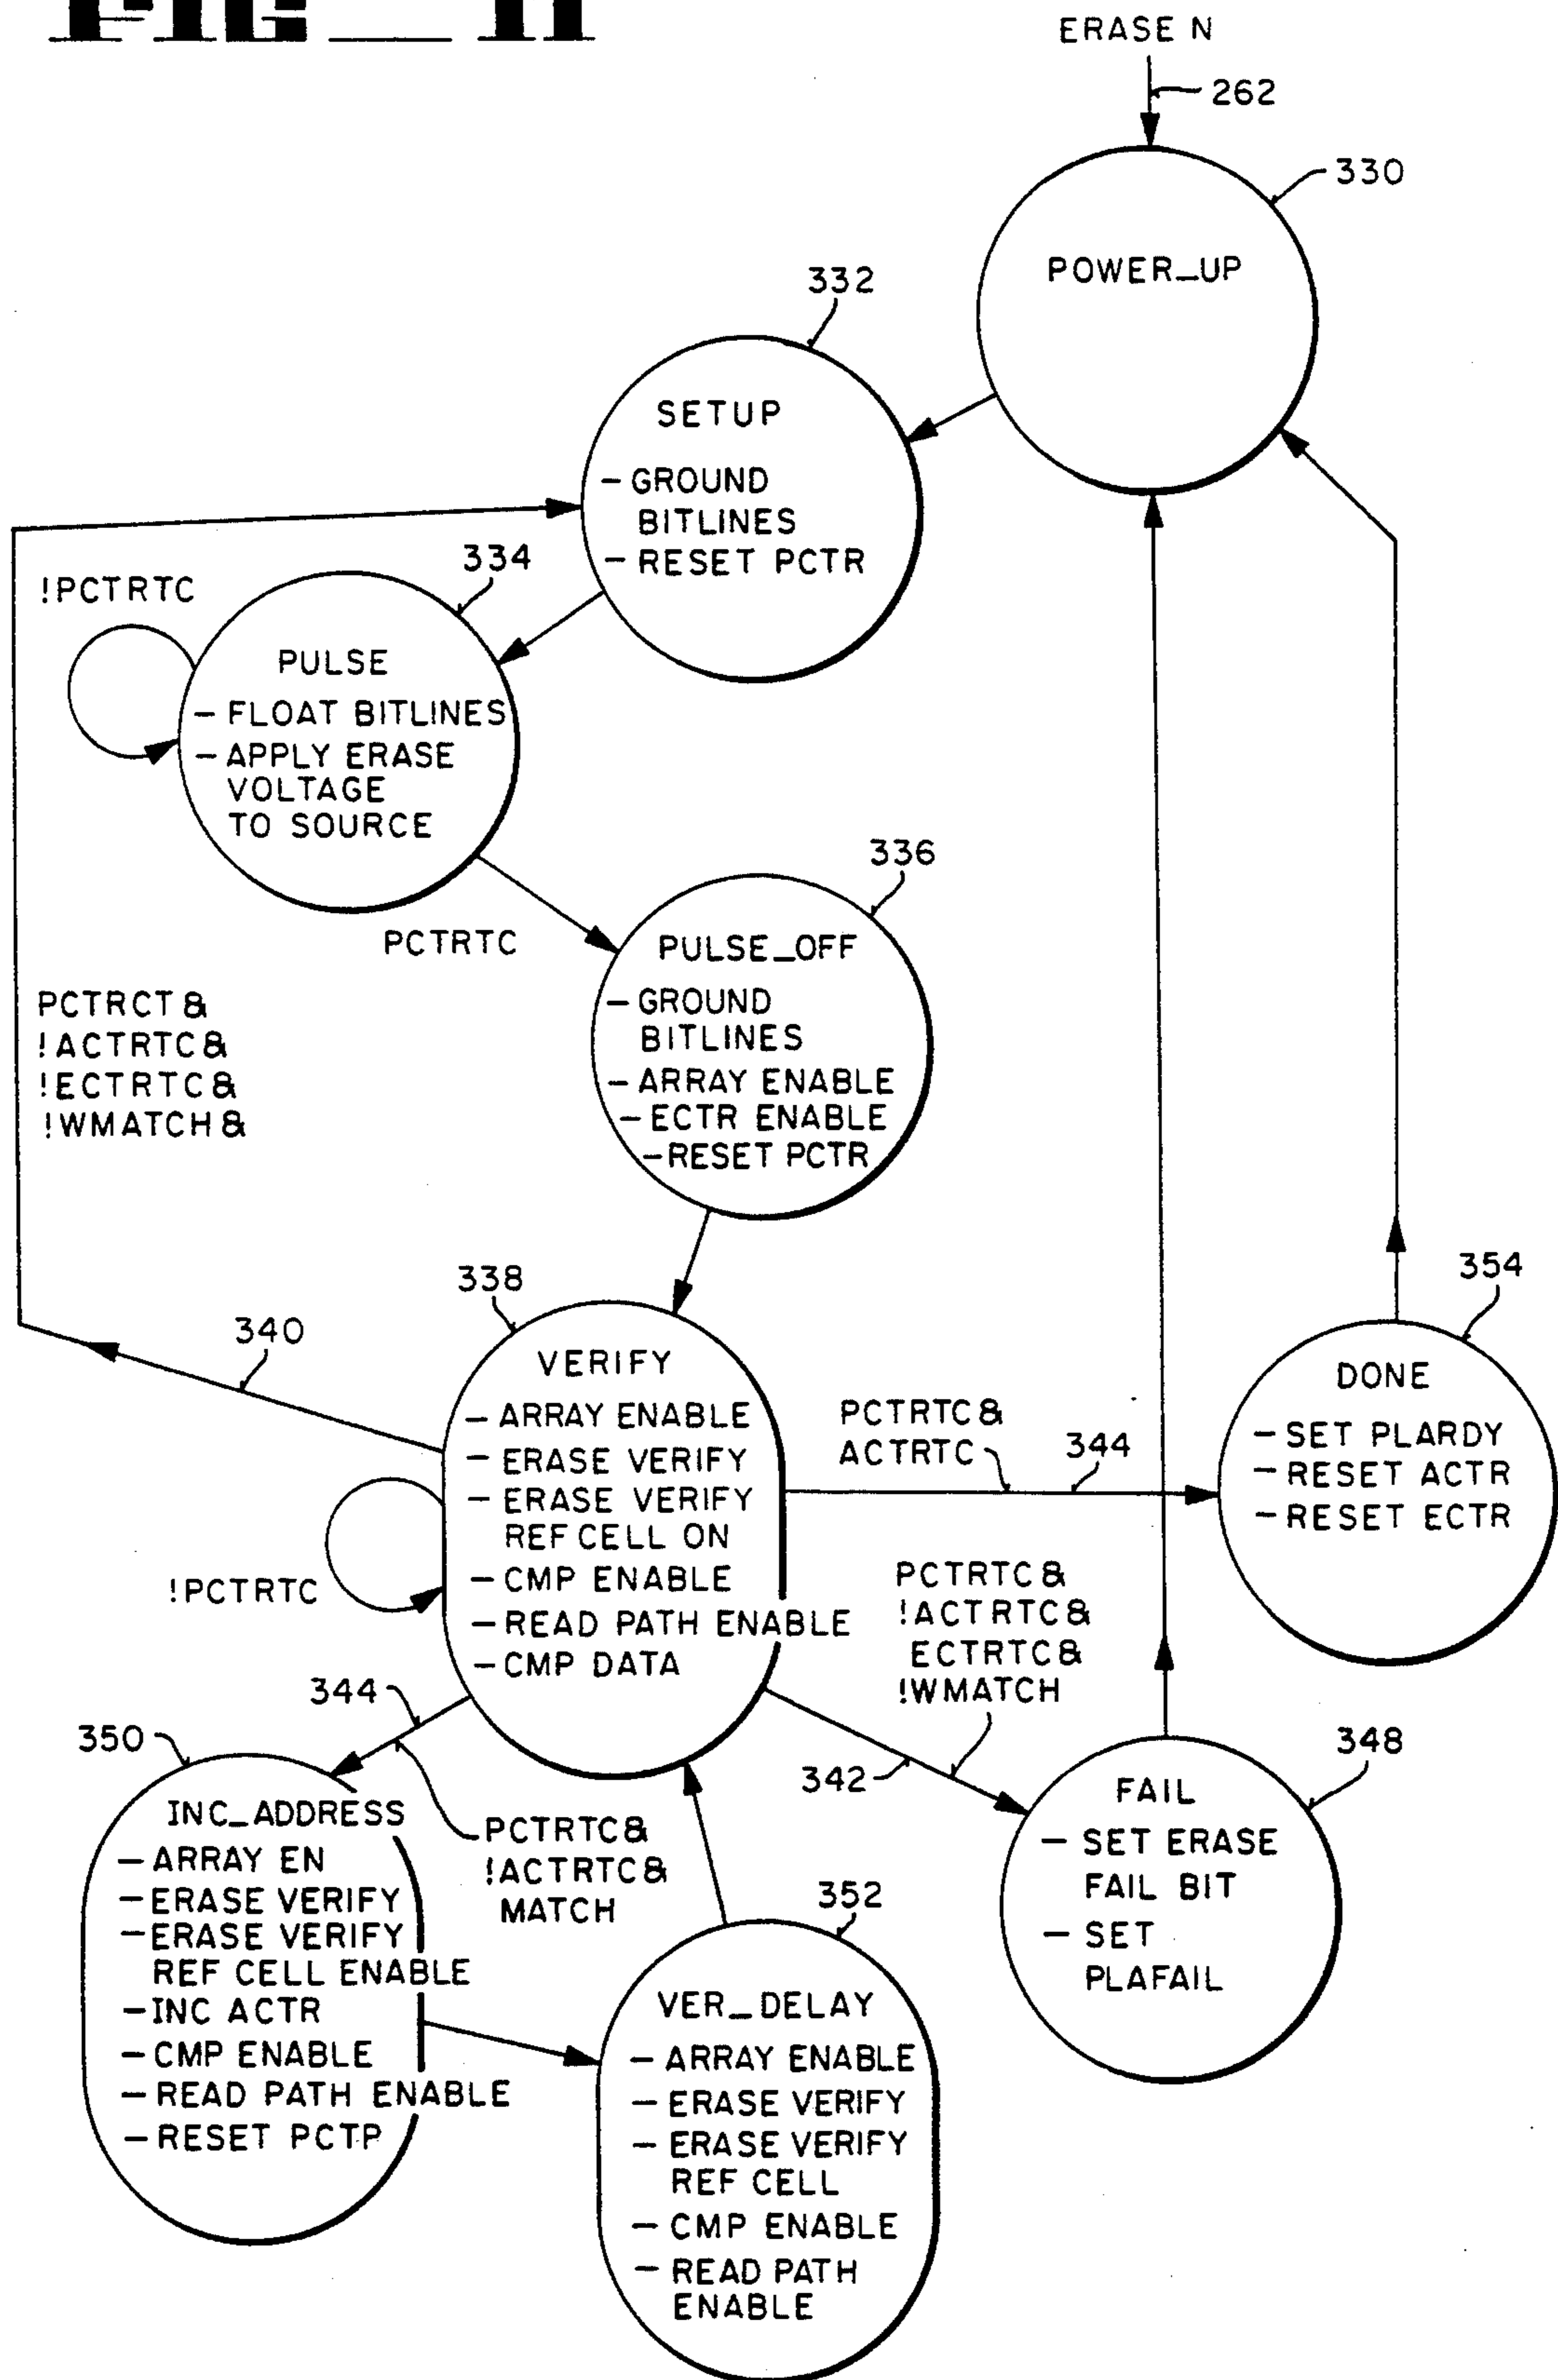 FIG_11
ERASE N
262
330
POWER_UP
332
SETUP
- GROUND
BITLINES
- RESET PCTR
334
!PCTRTC
PULSE
- FLOAT BITLINES
- APPLY ERASE
VOLTAGE
TO SOURCE
PCTRTC
336
PULSE_OFF
- GROUND
BITLINES
- ARRAY ENABLE
- ECTR ENABLE
- RESET PCTR
PCTRCT &
!ACTRTC &
!ECTRTC &
!WMATCH &
340
338
VERIFY
- ARRAY ENABLE
- ERASE VERIFY
- ERASE VERIFY
REF CELL ON
- CMP ENABLE
- READ PATH ENABLE
- CMP DATA
!PCTRTC
PCTRTC &
ACTRTC
344
354
DONE
- SET PLARDY
- RESET ACTR
- RESET ECTR
PCTRTC &
!ACTRTC &
ECTRTC &
!WMATCH
342
348
FAIL
- SET ERASE
FAIL BIT
- SET
PLAFAIL
344
350
INC_ADDRESS
- ARRAY EN
- ERASE VERIFY
- ERASE VERIFY
REF CELL ENABLE
- INC ACTR
- CMP ENABLE
- READ PATH ENABLE
- RESET PCTP
PCTRTC &
!ACTRTC &
MATCH
352
VER_DELAY
- ARRAY ENABLE
- ERASE VERIFY
- ERASE VERIFY
REF CELL
- CMP ENABLE
- READ PATH
ENABLE